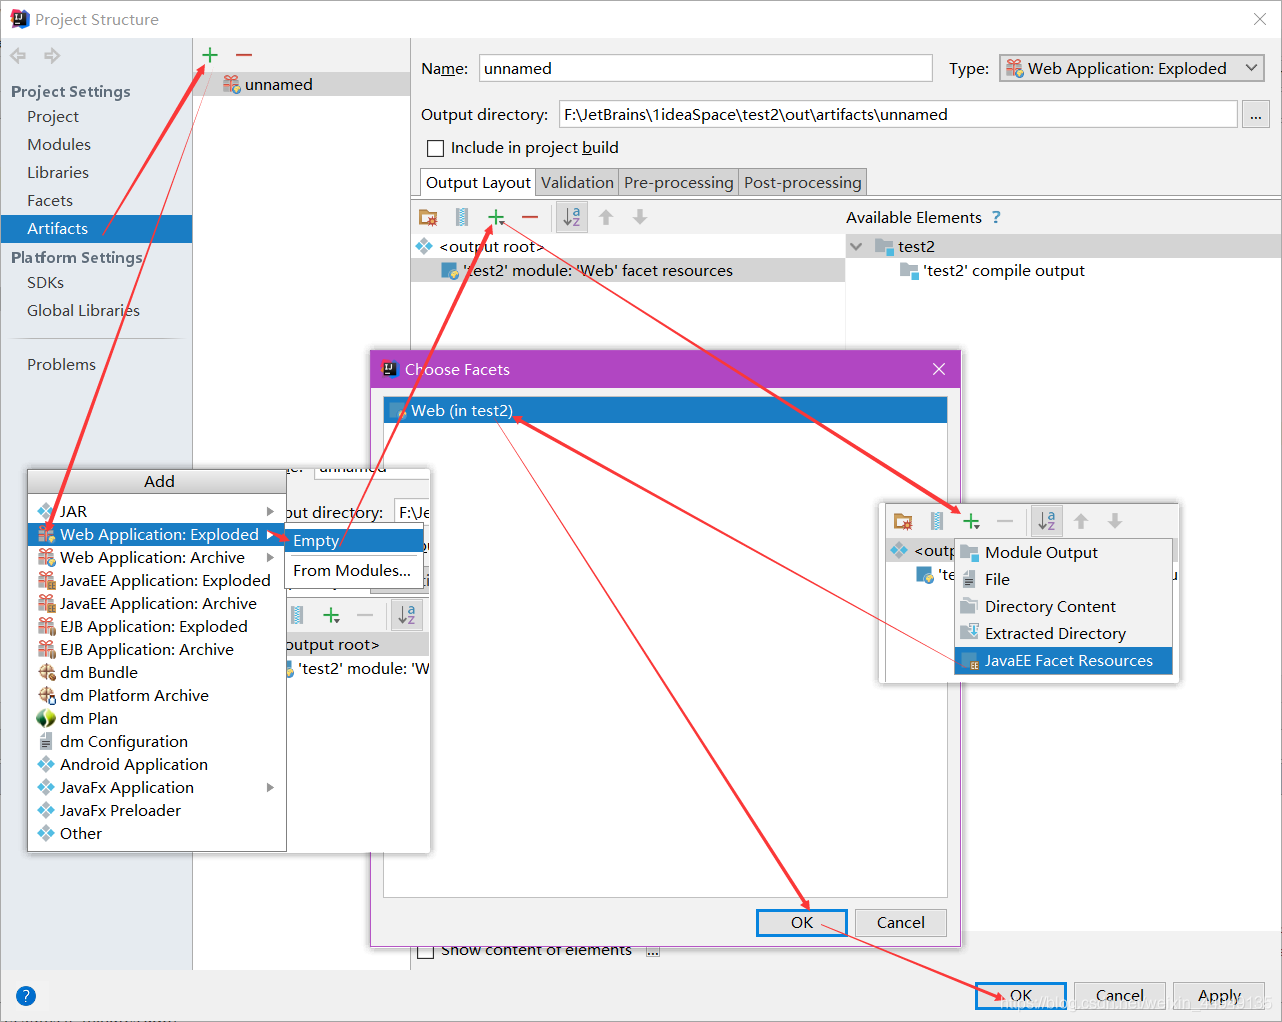 Project Structure
Project Settings
Project
Modules
Libraries
Facets
Artifacts
Platform Settings
SDKs
Global Libraries
Problems
unnamed
Name: unnamed
Type: Web Application: Exploded
Output directory: F:\JetBrains\1ideaSpace\test2\out\artifacts\unnamed
...
Include in project build
Output Layout
Validation
Pre-processing
Post-processing
Available Elements ?
<output root>
'test2' module: 'Web' facet resources
test2
'test2' compile output
Choose Facets
Web (in test2)
OK
Cancel
Add
JAR
Web Application: Exploded
Web Application: Archive
JavaEE Application: Exploded
JavaEE Application: Archive
EJB Application: Exploded
EJB Application: Archive
dm Bundle
dm Platform Archive
dm Plan
dm Configuration
Android Application
JavaFx Application
JavaFx Preloader
Other
unnamed
put directory: F:\Je
Empty
From Modules...
output root>
'test2' module: 'W
<outp
'te
Module Output
File
Directory Content
Extracted Directory
JavaEE Facet Resources
Show content of elements ...
?
OK
Cancel
Apply